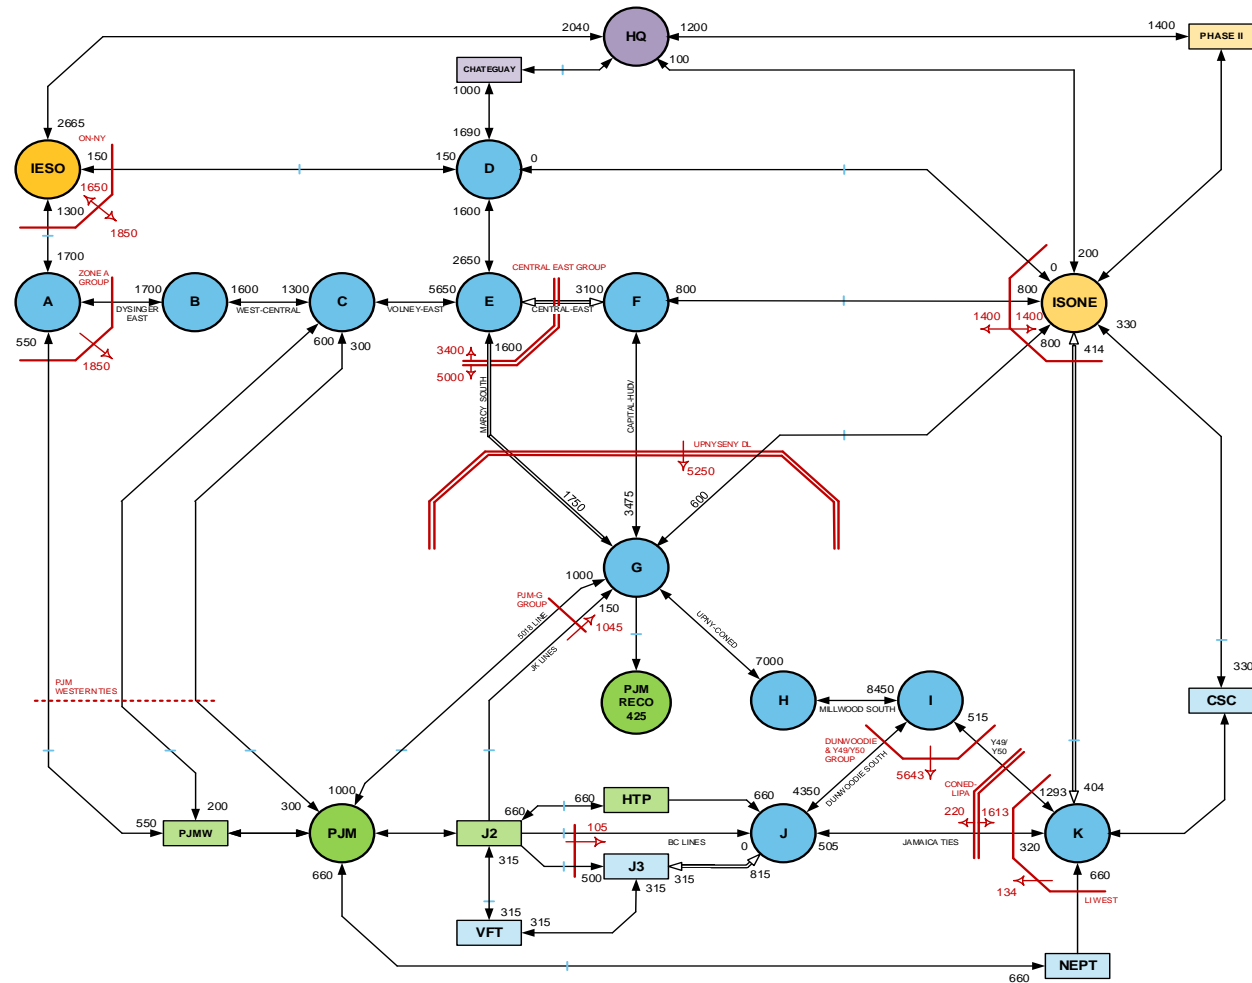 2040
HQ
1200
1400
PHASE II
100
CHATEGUAY
1000
2665
ON-NY
1690
IESO
150
150
D
0
1650
1300
1850
1600
1700
ZONE A
GROUP
2650
CENTRAL EAST GROUP
0
200
A
1700
B
1600
1300
C
5650
E
3100
F
800
800
ISONE
DYSINGER
EAST
WEST-CENTRAL
VOLNEY-EAST
CENTRAL-EAST
1400
1400
330
550
600
300
1600
800
414
1850
3400
5000
MARCY SOUTH
CAPITAL-HUDV
UPNYSENY DL
5250
1750
3475
600
G
1000
PJM-G
GROUP
150
1045
5018 LINE
JK LINES
UPNY-CONED
PJM
WESTERN TIES
PJM
RECO
425
7000
H
8450
I
MILLWOOD SOUTH
515
330
CSC
DUNWOODIE
& Y49/Y50
GROUP
DUNWOODIE SOUTH
5643
Y49/
Y50
CONED-
LIPA
1000
660
HTP
660
4350
1293
404
200
300
660
220
1613
550
PJMW
PJM
J2
105
BC LINES
0
J
505
JAMAICA TIES
320
K
660
315
500
J3
315
815
134
660
LI WEST
315
315
VFT
315
660
NEPT